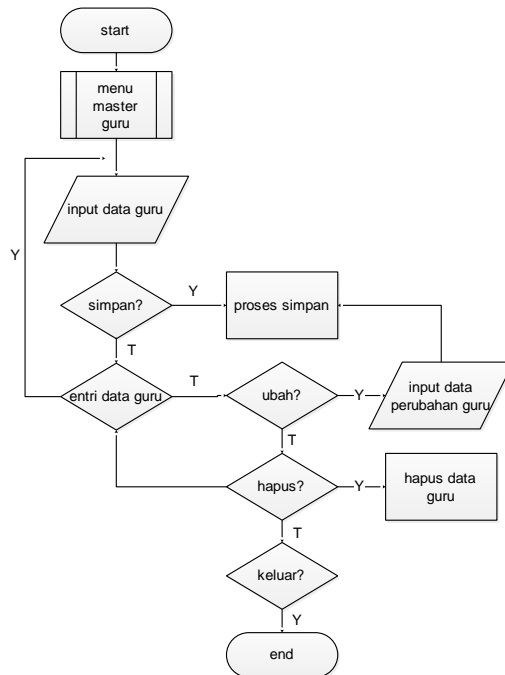 start
menu
master
guru
input data guru
Y
simpan?
Y
proses simpan
T
entri data guru
T
ubah?
Y
input data
perubahan guru
T
hapus?
Y
hapus data
guru
T
keluar?
Y
end